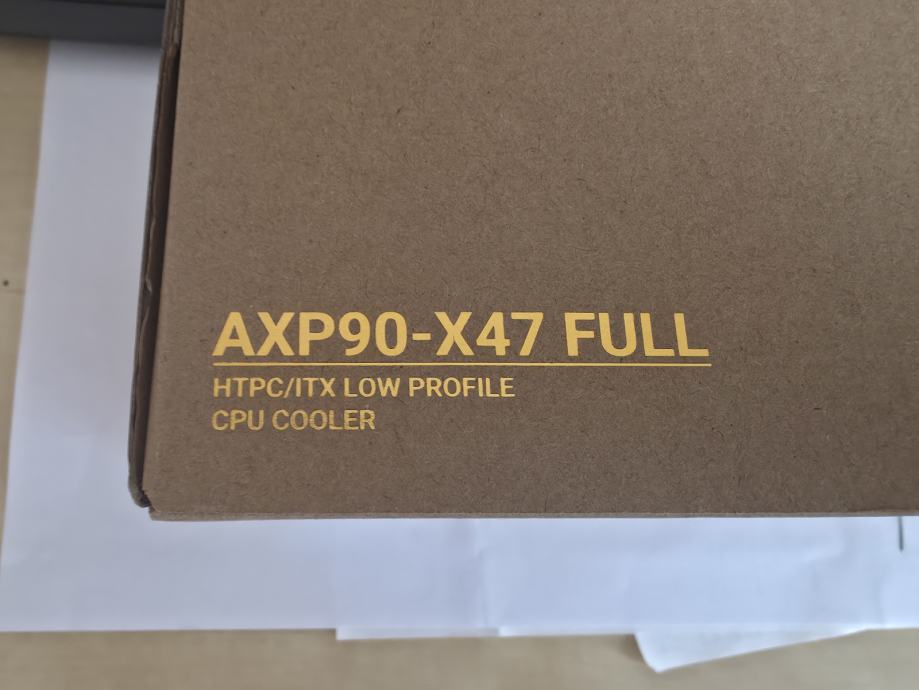 AXP90-X47 FULL
HTPC/ITX LOW PROFILE
CPU COOLER